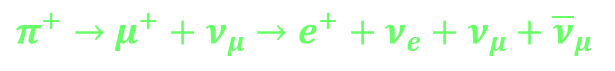 π⁺ → μ⁺ + ν_μ → e⁺ + ν_e + ν_μ + ν̅_μ